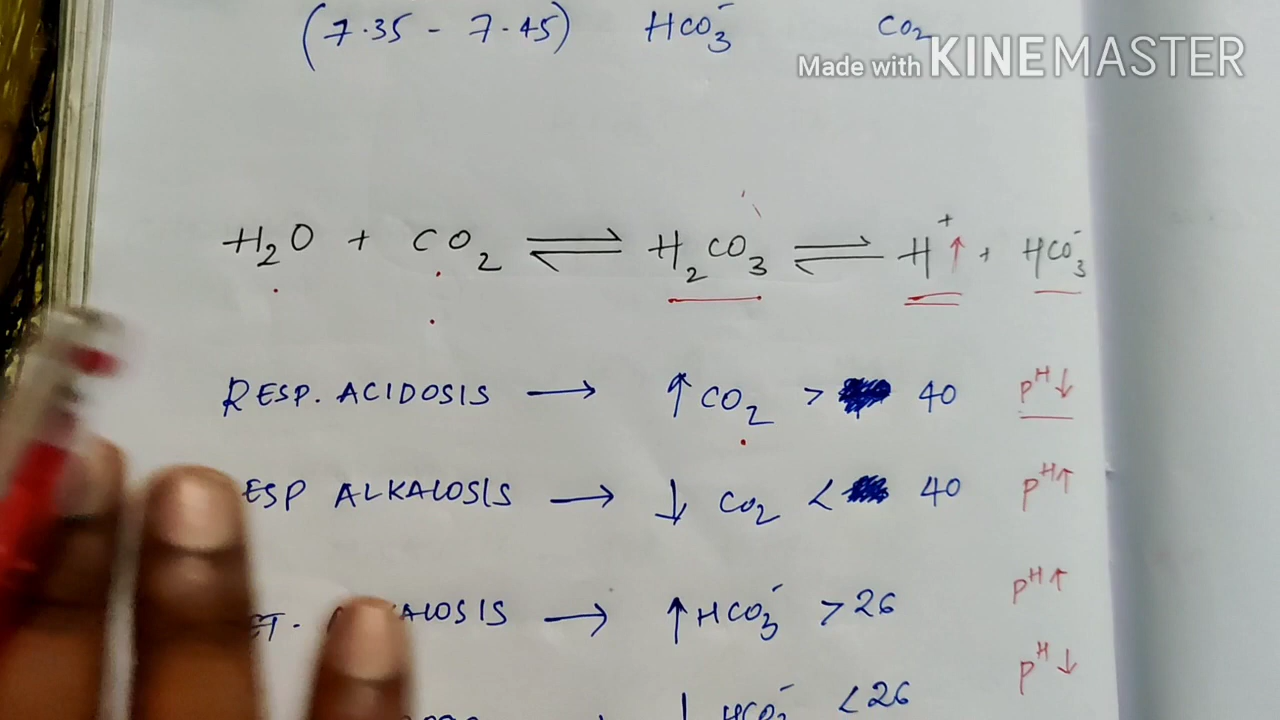 (7.35 - 7.45) HCO₃⁻ CO₂
Made with KINEMASTER
H₂O + CO₂ ⇌ H₂CO₃ ⇌ H⁺ ↑ + HCO₃⁻
RESP. ACIDOSIS → ↑ CO₂ > 40 pH↓
ESP ALKALOSIS → ↓ CO₂ < 40 pH↑
ET. ALOSIS → ↑ HCO₃⁻ > 26 pH↑
↓ HCO₃⁻ < 26 pH↓